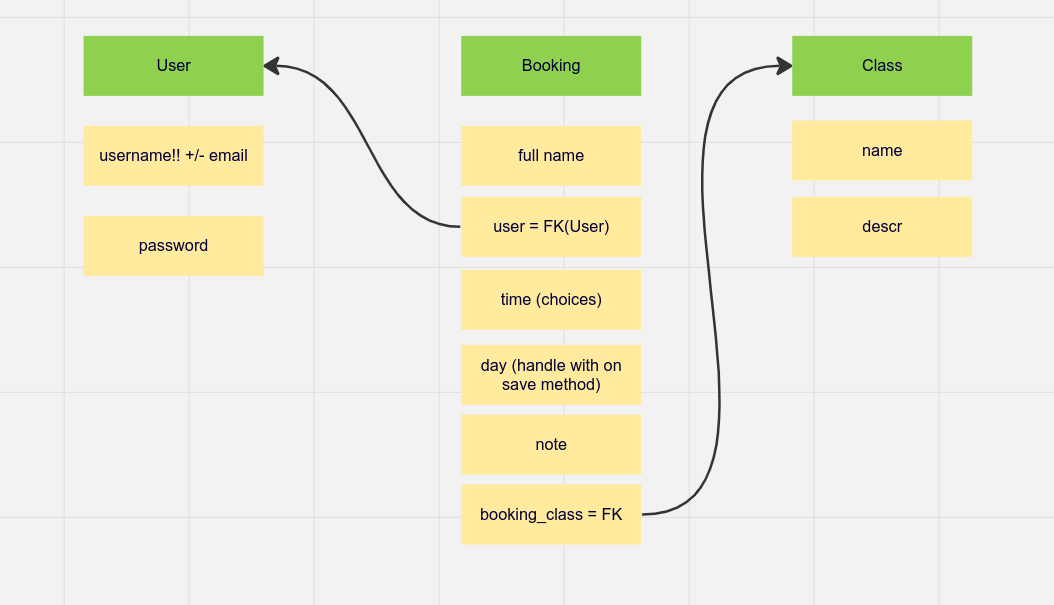 User
username!! +/- email
password
Booking
full name
user = FK(User)
time (choices)
day (handle with on
save method)
note
booking_class = FK
Class
name
descr